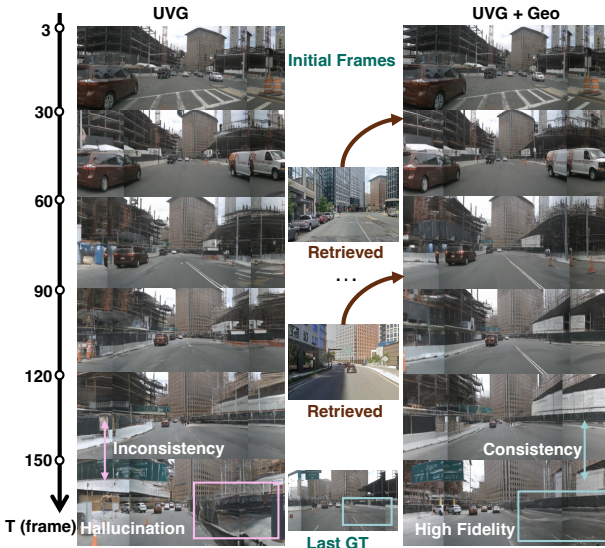 UVG
UVG + Geo
3
Initial Frames
30
60
Retrieved
...
90
120
Retrieved
Inconsistency
Consistency
150
T (frame)
Hallucination
High Fidelity
Last GT